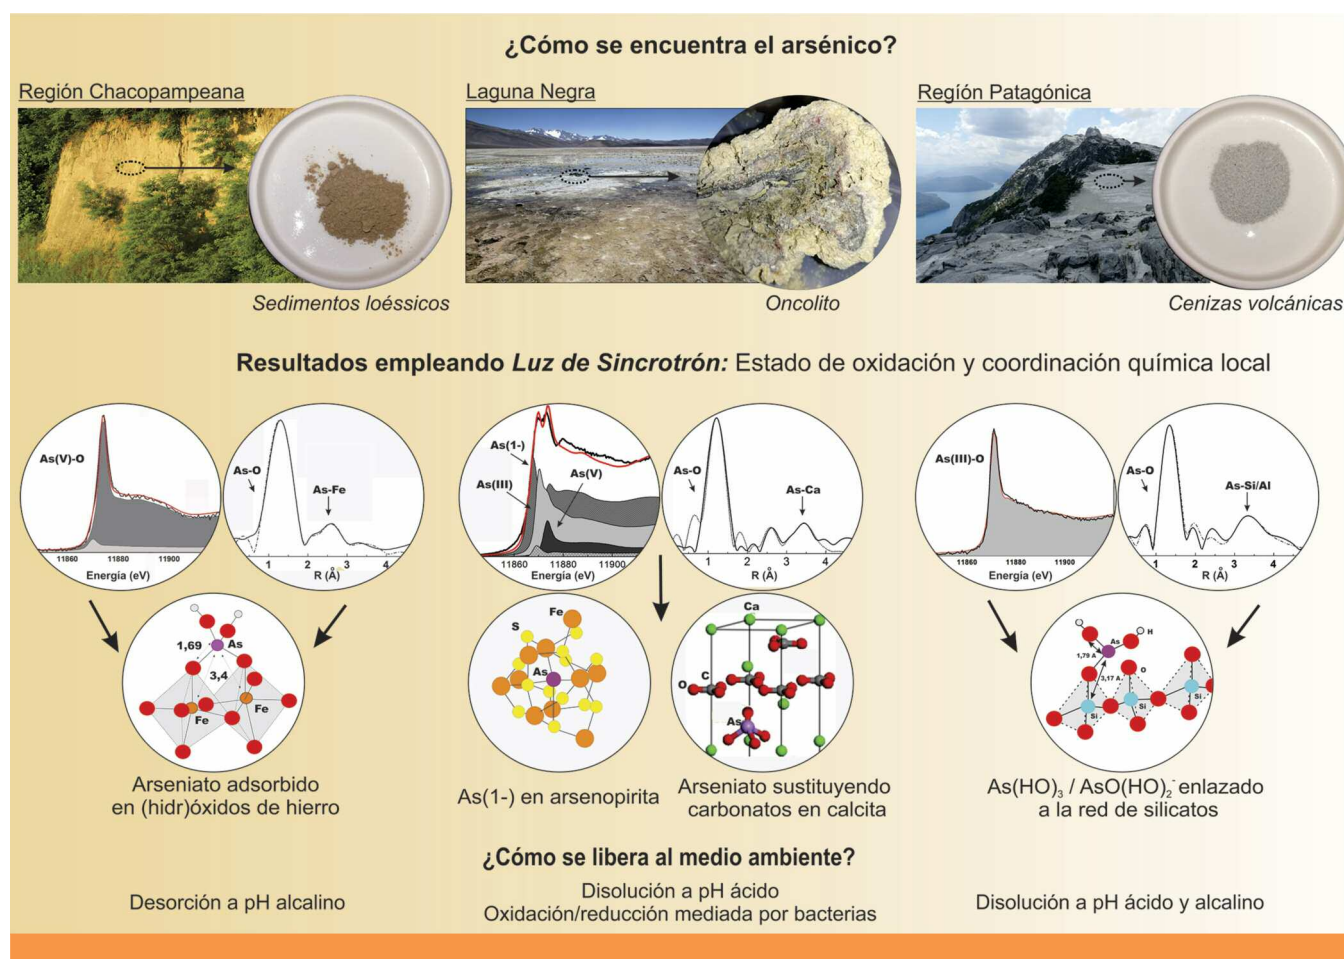 ¿Cómo se encuentra el arsénico?
Región Chacopampeana
Laguna Negra
Región Patagónica
Sedimentos loéssicos
Oncolito
Cenizas volcánicas
Resultados empleando Luz de Sincrotrón: Estado de oxidación y coordinación química local
As(V)-O
11860 11880 11900
Energía (eV)
As-O
As-Fe
1 2 3 4
R (Å)
As(1-)
As(III)
As(V)
11860 11880 11900
Energía (eV)
As-O
As-Ca
1 2 3 4
R (Å)
As(III)-O
11860 11880 11900
Energía (eV)
As-O
As-Si/Al
1 2 3 4
R (Å)
1,69
As
3,4
Fe
Fe
Fe
S
As
Ca
C
O
As
As
H
1,79 A
3,17 A
O
Si
Si
Si
Arseniato adsorbido
en (hidr)óxidos de hierro
As(1-) en arsenopirita
Arseniato sustituyendo
carbonatos en calcita
As(HO)₃ / AsO(HO)₂⁻ enlazado
a la red de silicatos
¿Cómo se libera al medio ambiente?
Desorción a pH alcalino
Disolución a pH ácido
Oxidación/reducción mediada por bacterias
Disolución a pH ácido y alcalino